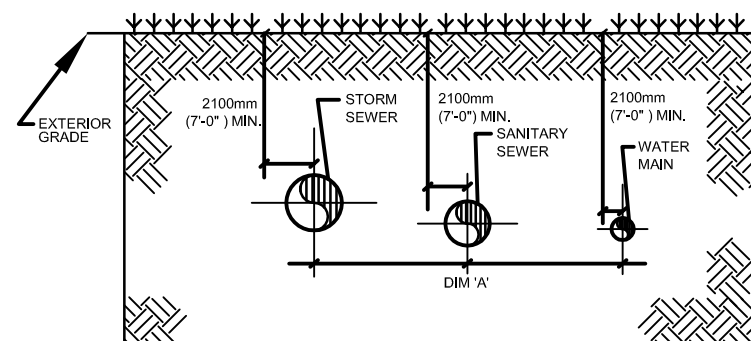 EXTERIOR
GRADE
2100mm
(7'-0" ) MIN.
STORM
SEWER
2100mm
(7'-0" ) MIN.
SANITARY
SEWER
2100mm
(7'-0" ) MIN.
WATER
MAIN
DIM 'A'